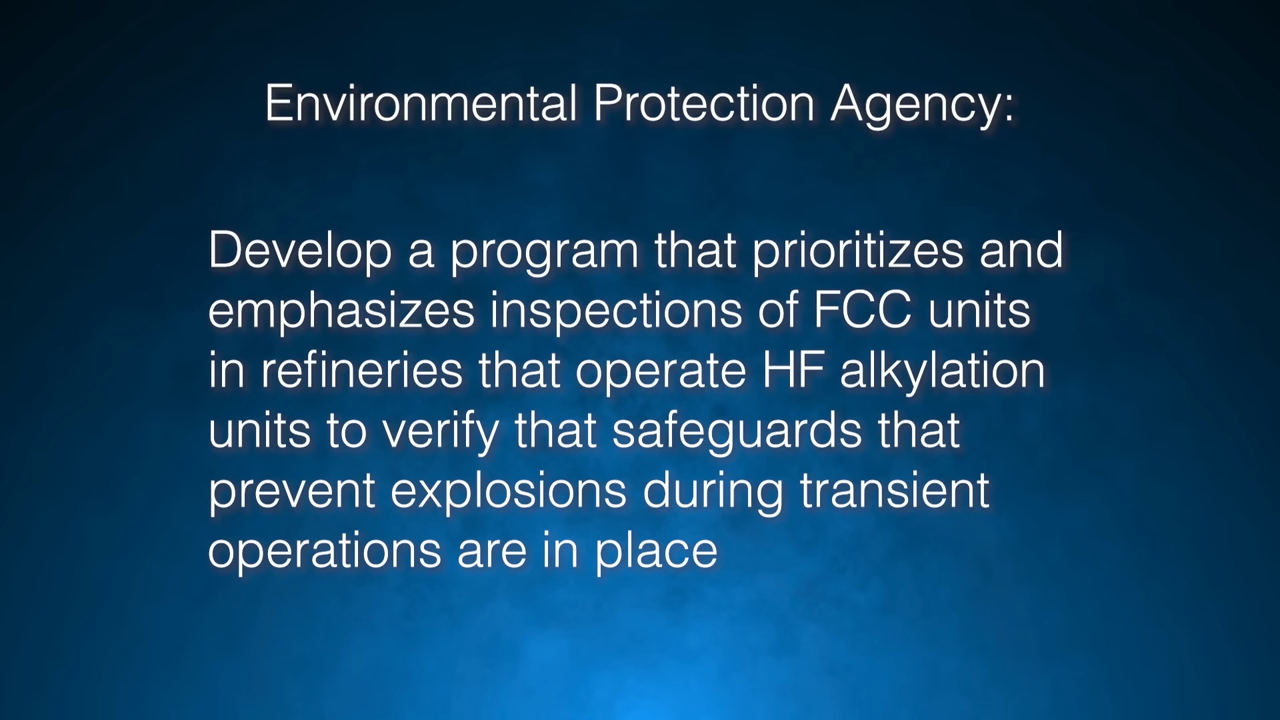 Environmental Protection Agency:
Develop a program that prioritizes and
emphasizes inspections of FCC units
in refineries that operate HF alkylation
units to verify that safeguards that
prevent explosions during transient
operations are in place